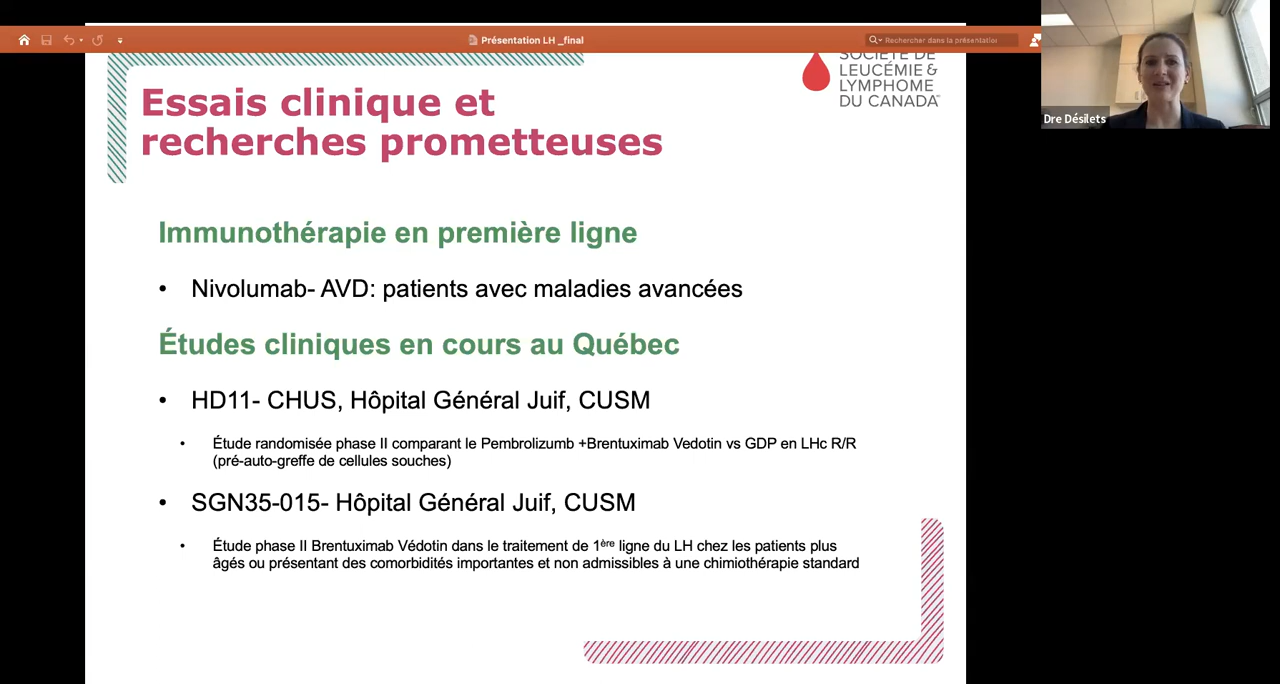 Présentation LH _final
Rechercher dans la présentation
SOCIÉTÉ DE
LEUCÉMIE &
LYMPHOME
DU CANADA
Dre Désilets
Essais clinique et
recherches prometteuses
Immunothérapie en première ligne
• Nivolumab- AVD: patients avec maladies avancées
Études cliniques en cours au Québec
• HD11- CHUS, Hôpital Général Juif, CUSM
• Étude randomisée phase II comparant le Pembrolizumb +Brentuximab Vedotin vs GDP en LHc R/R
(pré-auto-greffe de cellules souches)
• SGN35-015- Hôpital Général Juif, CUSM
• Étude phase II Brentuximab Védotin dans le traitement de 1ère ligne du LH chez les patients plus
âgés ou présentant des comorbidités importantes et non admissibles à une chimiothérapie standard